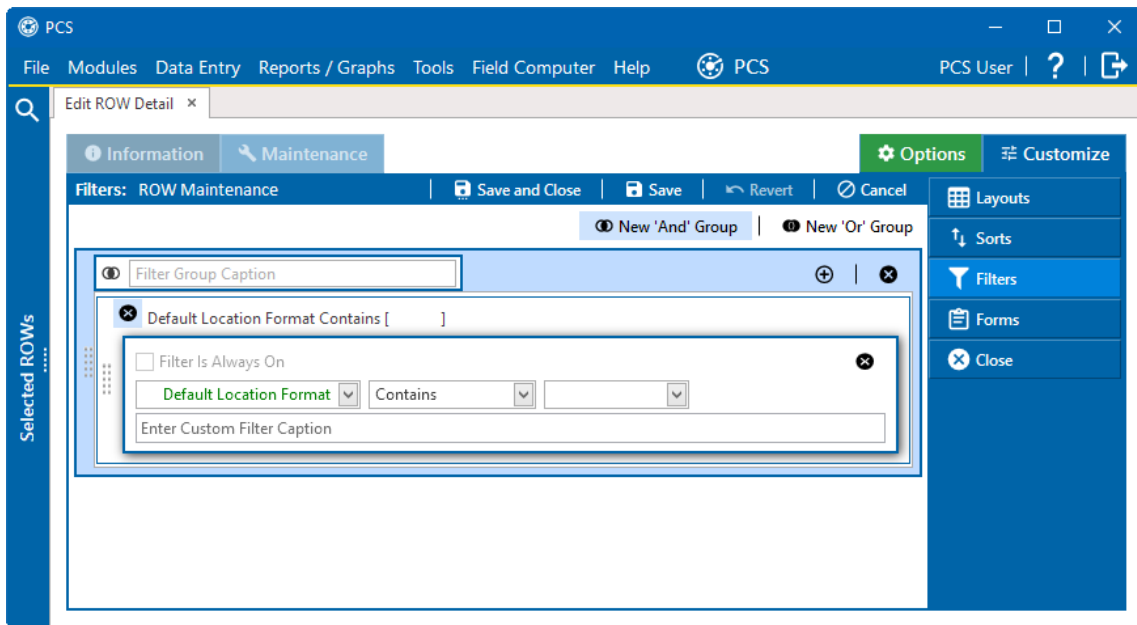 PCS
File Modules Data Entry Reports / Graphs Tools Field Computer Help PCS PCS User | ? |
Edit ROW Detail ×
Information Maintenance Options Customize
Filters: ROW Maintenance | Save and Close | Save | Revert | Cancel
Layouts
New 'And' Group | New 'Or' Group
Sorts
Filter Group Caption
Filters
Default Location Format Contains [ ]
Forms
Filter Is Always On
Close
Default Location Format Contains
Enter Custom Filter Caption
Selected ROWs